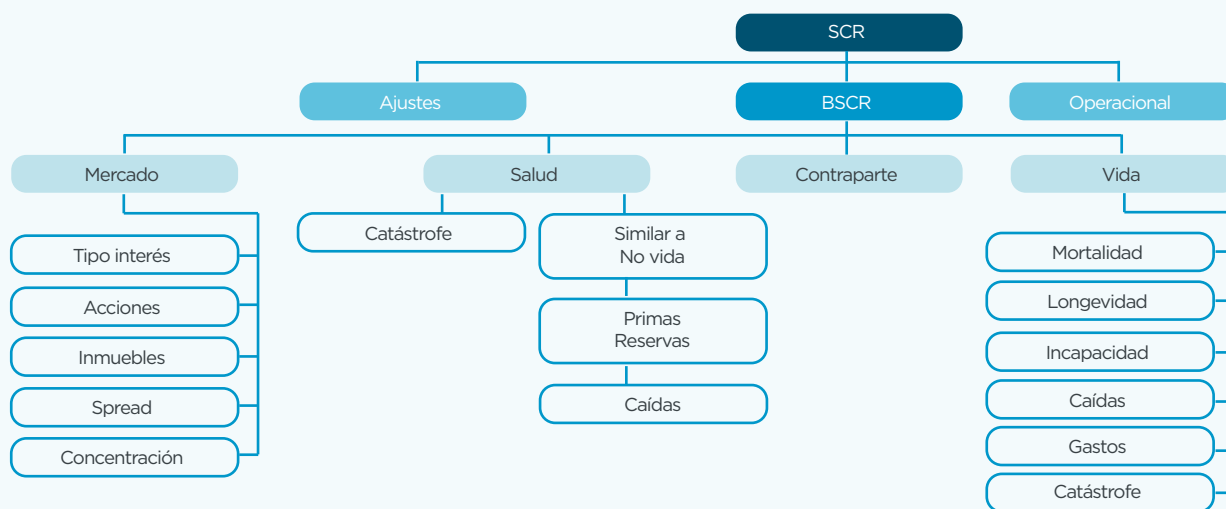 SCR
Ajustes
BSCR
Operacional
Mercado
Salud
Contraparte
Vida
Tipo interés
Acciones
Inmuebles
Spread
Concentración
Catástrofe
Similar a
No vida
Primas
Reservas
Caídas
Mortalidad
Longevidad
Incapacidad
Caídas
Gastos
Catástrofe